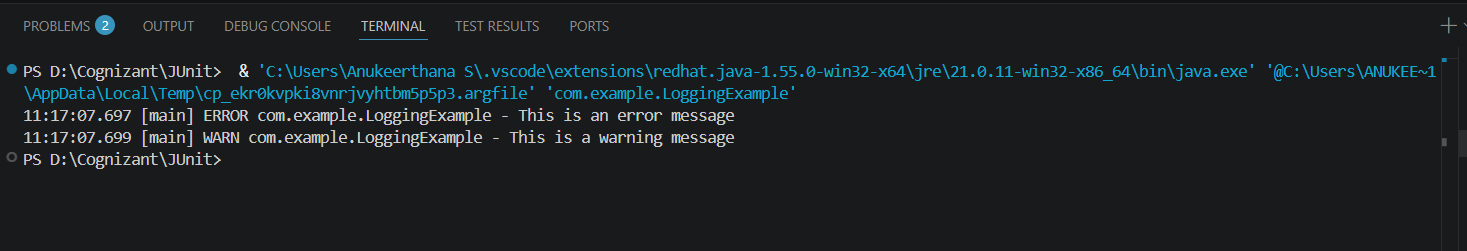 PROBLEMS 2 OUTPUT DEBUG CONSOLE TERMINAL TEST RESULTS PORTS
PS D:\Cognizant\JUnit>  & 'C:\Users\Anukeerthana S\.vscode\extensions\redhat.java-1.55.0-win32-x64\jre\21.0.11-win32-x86_64\bin\java.exe' '@C:\Users\ANUKEE~1
\AppData\Local\Temp\cp_ekr0kvpki8vnrjvyhtbm5p5p3.argfile' 'com.example.LoggingExample'
11:17:07.697 [main] ERROR com.example.LoggingExample - This is an error message
11:17:07.699 [main] WARN com.example.LoggingExample - This is a warning message
PS D:\Cognizant\JUnit>